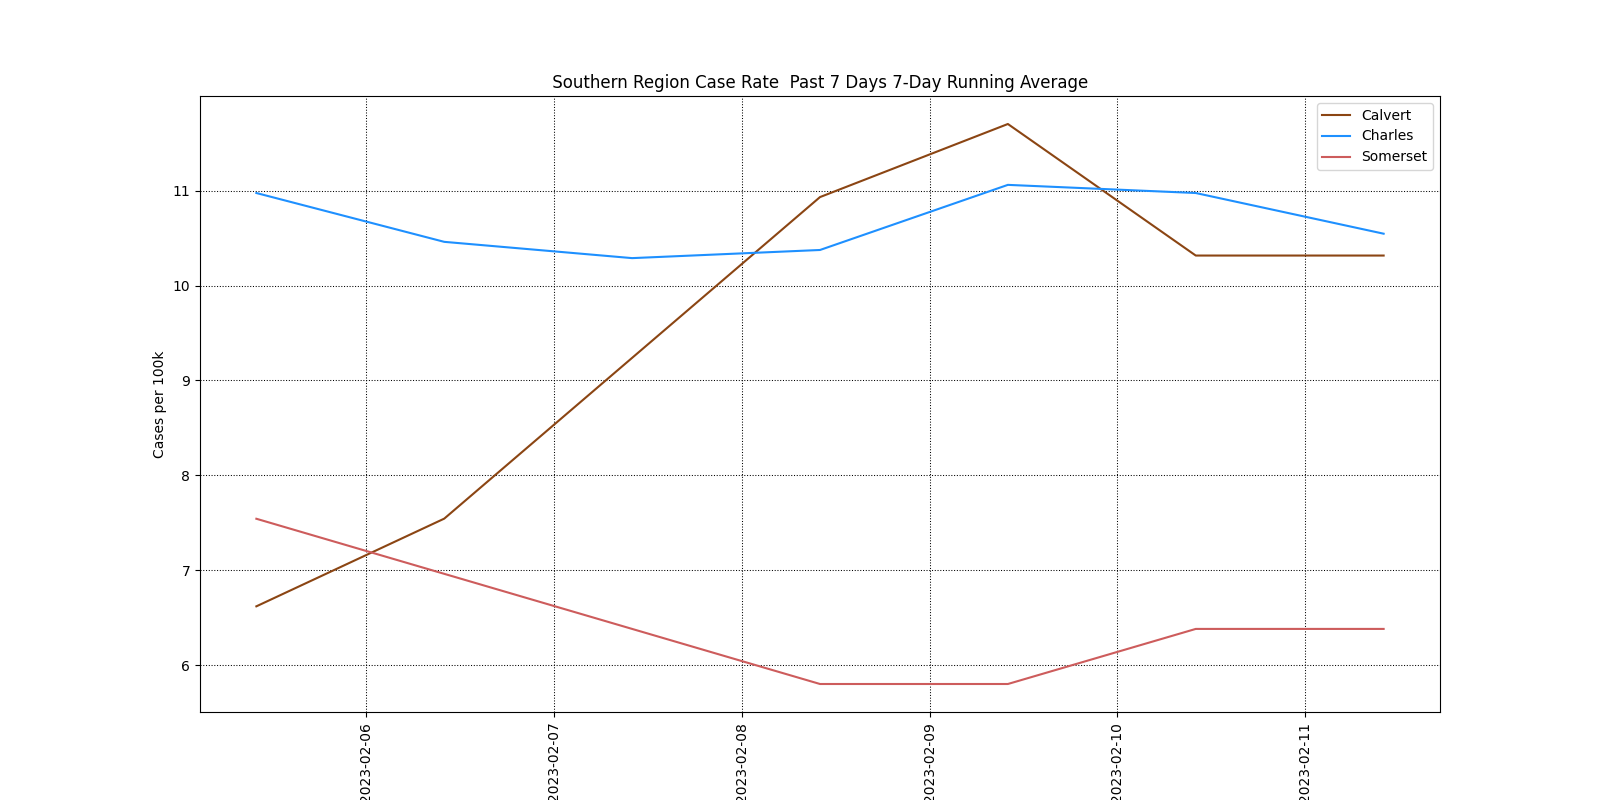 Southern Region Case Rate  Past 7 Days 7-Day Running Average
Calvert
Charles
Somerset
Cases per 100k
11
10
9
8
7
6
2023-02-06
2023-02-07
2023-02-08
2023-02-09
2023-02-10
2023-02-11